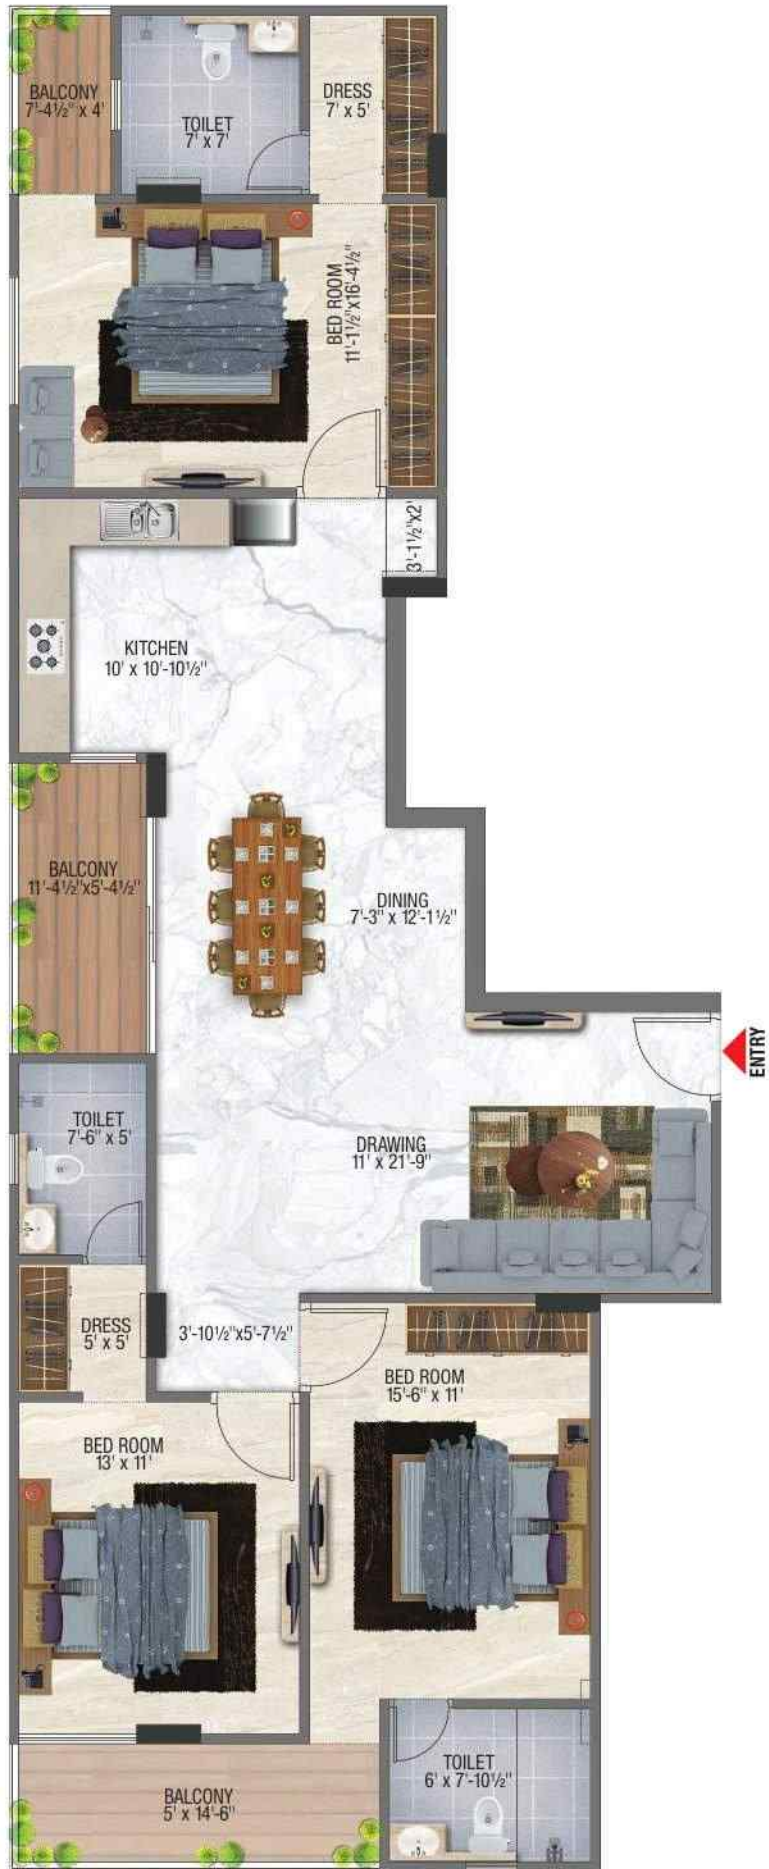 BALCONY
7'-4½" x 4'
TOILET
7' x 7'
DRESS
7' x 5'
BED ROOM
11'-1½"x16'-4½"
3'-1½"x2'
KITCHEN
10' x 10'-10½"
BALCONY
11'-4½"x5'-4½"
DINING
7'-3" x 12'-1½"
ENTRY
TOILET
7'-6" x 5'
DRAWING
11' x 21'-9"
DRESS
5' x 5'
3'-10½"x5'-7½"
BED ROOM
15'-6" x 11'
BED ROOM
13' x 11'
TOILET
6' x 7'-10½"
BALCONY
5' x 14'-6"